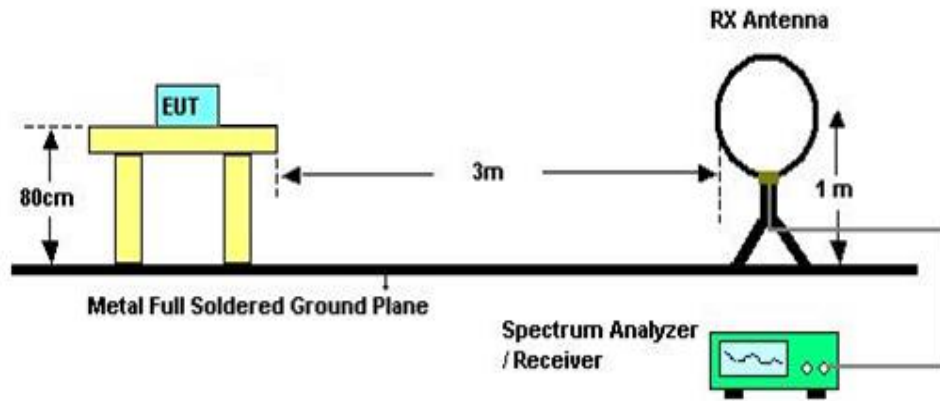 RX Antenna
EUT
3m
80cm
1 m
Metal Full Soldered Ground Plane
Spectrum Analyzer
/ Receiver